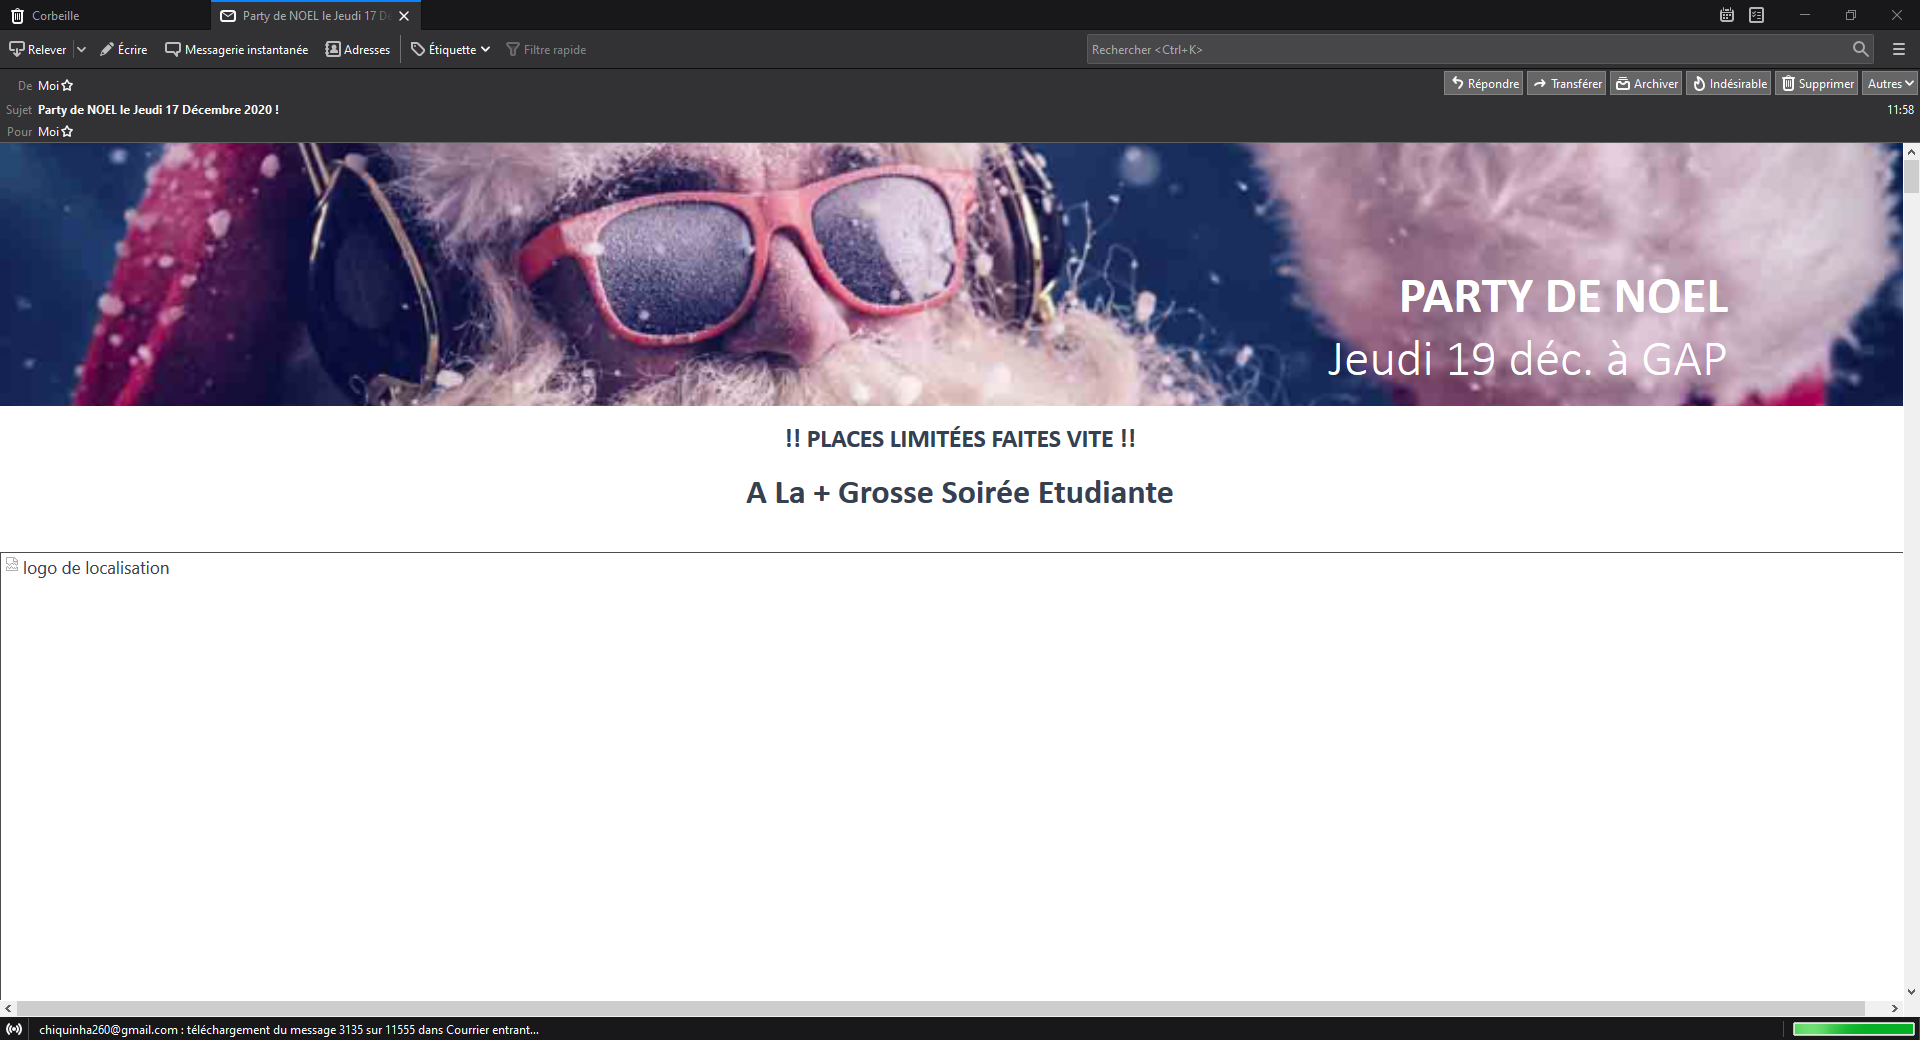 Corbeille
Party de NOEL le Jeudi 17 D
Relever
Écrire
Messagerie instantanée
Adresses
Étiquette
Filtre rapide
Rechercher <Ctrl+K>
De Moi
Répondre
Transférer
Archiver
Indésirable
Supprimer
Autres
Sujet Party de NOEL le Jeudi 17 Décembre 2020 !
11:58
Pour Moi
PARTY DE NOEL
Jeudi 19 déc. à GAP
!! PLACES LIMITÉES FAITES VITE !!
A La + Grosse Soirée Etudiante
logo de localisation
chiquinha260@gmail.com : téléchargement du message 3135 sur 11555 dans Courrier entrant...